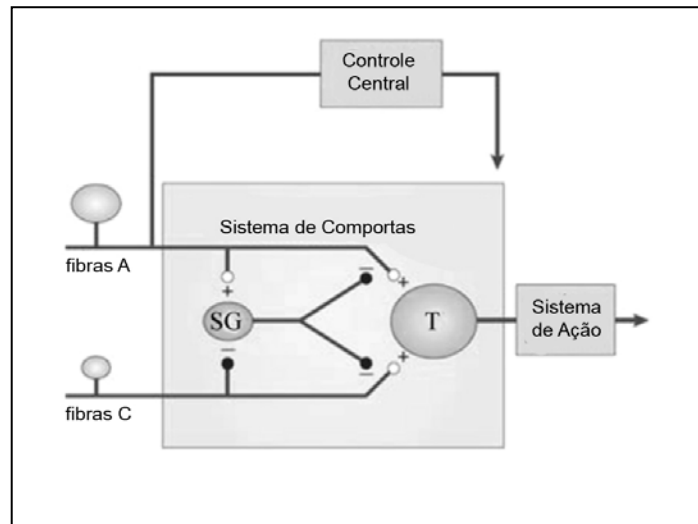 Controle
Central
Sistema de Comportas
fibras A
+
−
+
SG
T
Sistema
de Ação
−
−
+
fibras C